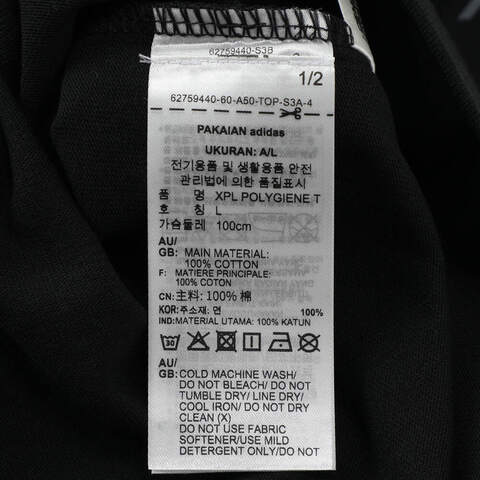 62759440-S3B
1/2
62759440-60-A50-TOP-S3A-4
PAKAIAN adidas
UKURAN: A/L
전기용품 및 생활용품 안전
관리법에 의한 품질표시
품 명 XPL POLYGIENE T
호 칭 L
가슴둘레 100cm
AU/
GB: MAIN MATERIAL:
100% COTTON
F: MATIERE PRINCIPALE:
100% COTON
CN:主料: 100% 棉
KOR:주소재: 면 100%
IND:MATERIAL UTAMA: 100% KATUN
30
AU/
GB:COLD MACHINE WASH/
DO NOT BLEACH/ DO NOT
TUMBLE DRY/ LINE DRY/
COOL IRON/ DO NOT DRY
CLEAN (X)
DO NOT USE FABRIC
SOFTENER/USE MILD
DETERGENT ONLY/DO NOT